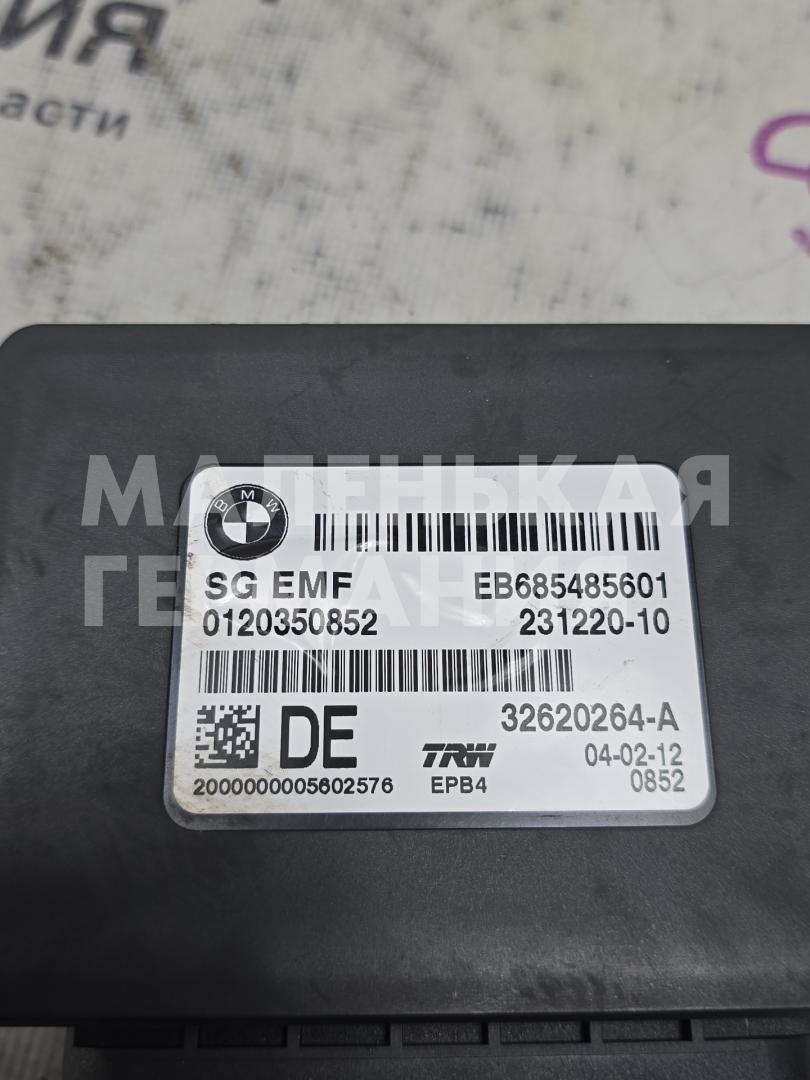 асти
МАЛЕНЬКАЯ
ГЕРМАНИЯ
BMW
SG EMF
EB685485601
0120350852
231220-10
32620264-A
DE
TRW
04-02-12
2000000005602576
EPB4
0852